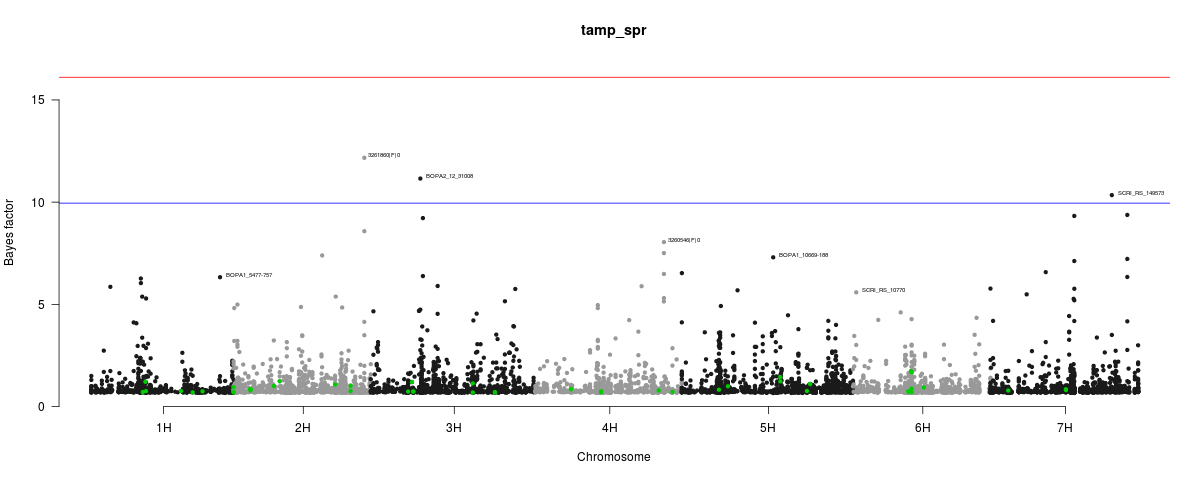 tamp_spr
15
10
5
0
Bayes factor
3261860|F|0
BOPA2_12_31008
SCRI_RS_149573
3260546|F|0
BOPA1_10669-188
BOPA1_5477-757
SCRI_RS_10770
1H 2H 3H 4H 5H 6H 7H
Chromosome